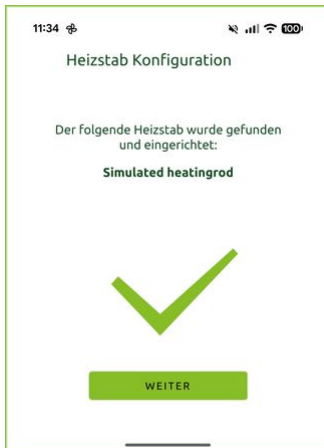 11:34 100
Heizstab Konfiguration
Der folgende Heizstab wurde gefunden
und eingerichtet:
Simulated heatingrod
WEITER